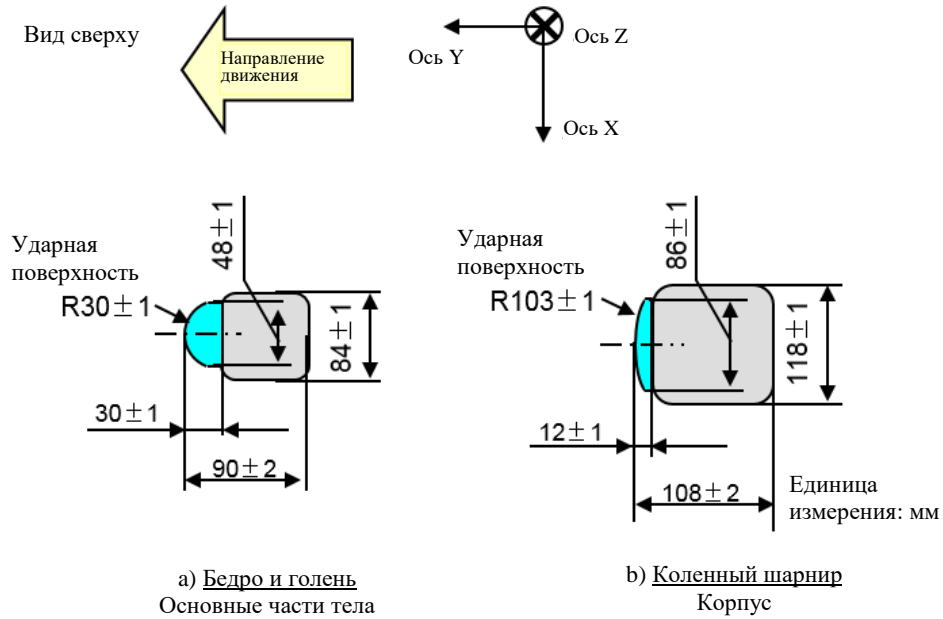 Вид сверху
Направление
движения
Ось Y
Ось Z
Ось X
Ударная
поверхность
R30±1
48±1
84±1
30±1
90±2
Ударная
поверхность
R103±1
86±1
118±1
12±1
108±2
Единица
измерения: мм
a) Бедро и голень
Основные части тела
b) Коленный шарнир
Корпус